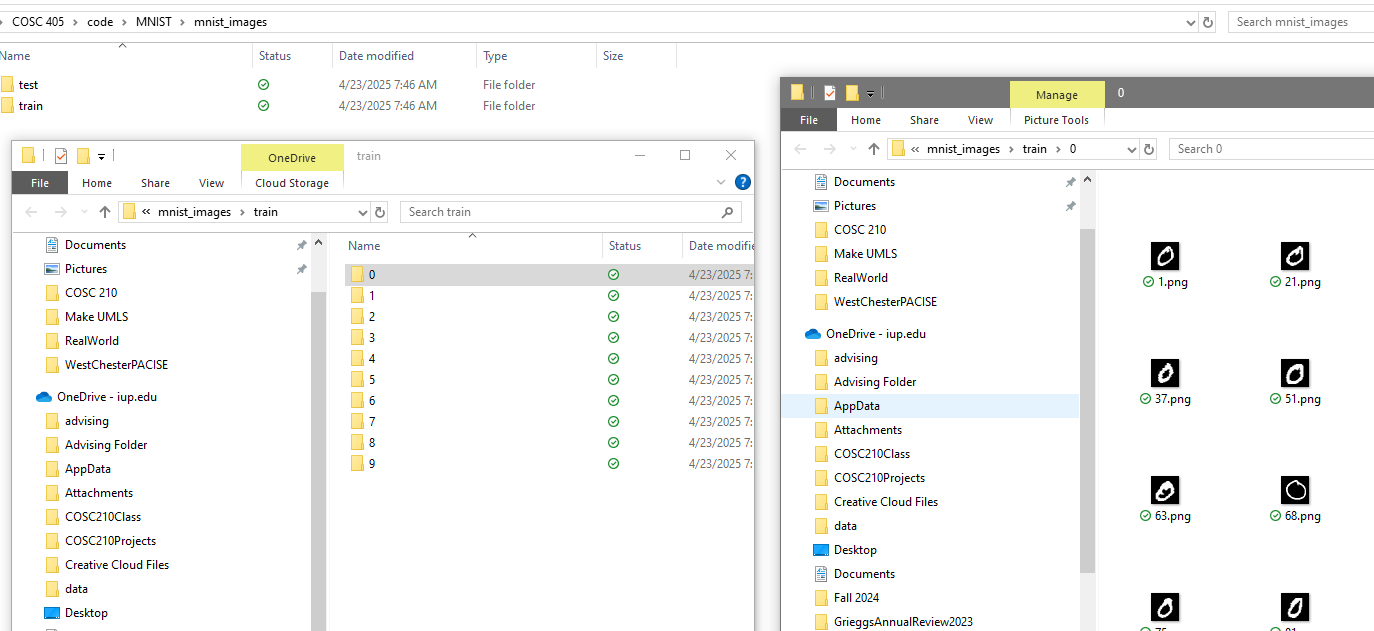 COSC 405 > code > MNIST > mnist_images
Search mnist_images
Name Status Date modified Type Size
test 4/23/2025 7:46 AM File folder
train 4/23/2025 7:46 AM File folder
OneDrive train
File Home Share View Cloud Storage
« mnist_images > train
Search train
Documents
Pictures
COSC 210
Make UMLS
RealWorld
WestChesterPACISE
OneDrive - iup.edu
advising
Advising Folder
AppData
Attachments
COSC210Class
COSC210Projects
Creative Cloud Files
data
Desktop
Name Status Date modifie
0 4/23/2025 7:
1 4/23/2025 7:
2 4/23/2025 7:
3 4/23/2025 7:
4 4/23/2025 7:
5 4/23/2025 7:
6 4/23/2025 7:
7 4/23/2025 7:
8 4/23/2025 7:
9 4/23/2025 7:
Manage 0
File Home Share View Picture Tools
« mnist_images > train > 0
Search 0
Documents
Pictures
COSC 210
Make UMLS
RealWorld
WestChesterPACISE
OneDrive - iup.edu
advising
Advising Folder
AppData
Attachments
COSC210Class
COSC210Projects
Creative Cloud Files
data
Desktop
Documents
Fall 2024
GrieggsAnnualReview2023
0 0
1.png 21.png
0 0
37.png 51.png
0 0
63.png 68.png
0 0